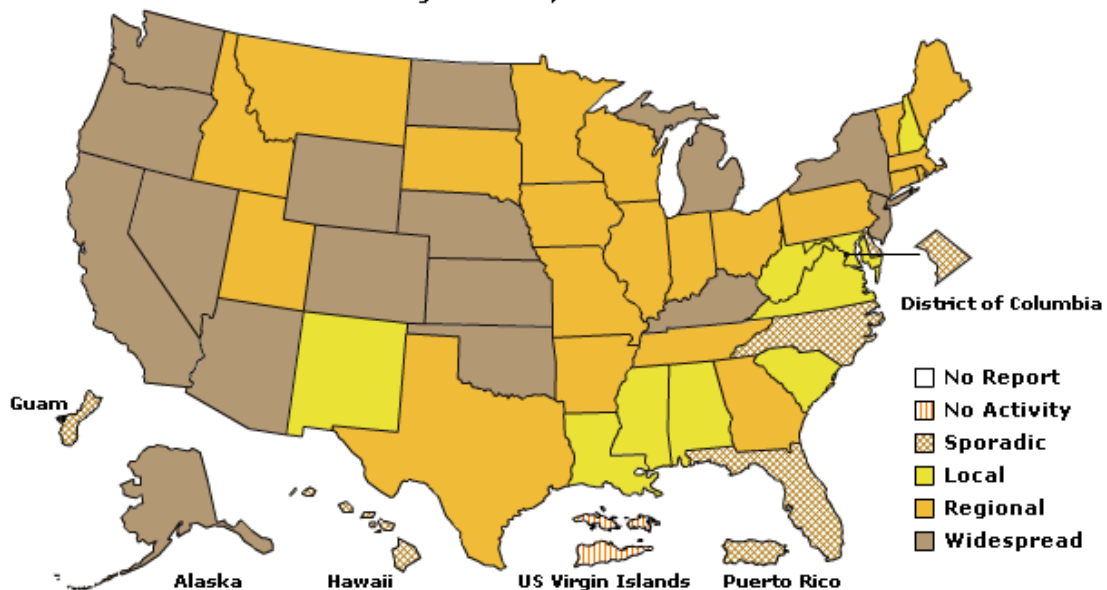 District of Columbia
Guam
No Report
No Activity
Sporadic
Local
Regional
Widespread
Alaska
Hawaii
US Virgin Islands
Puerto Rico